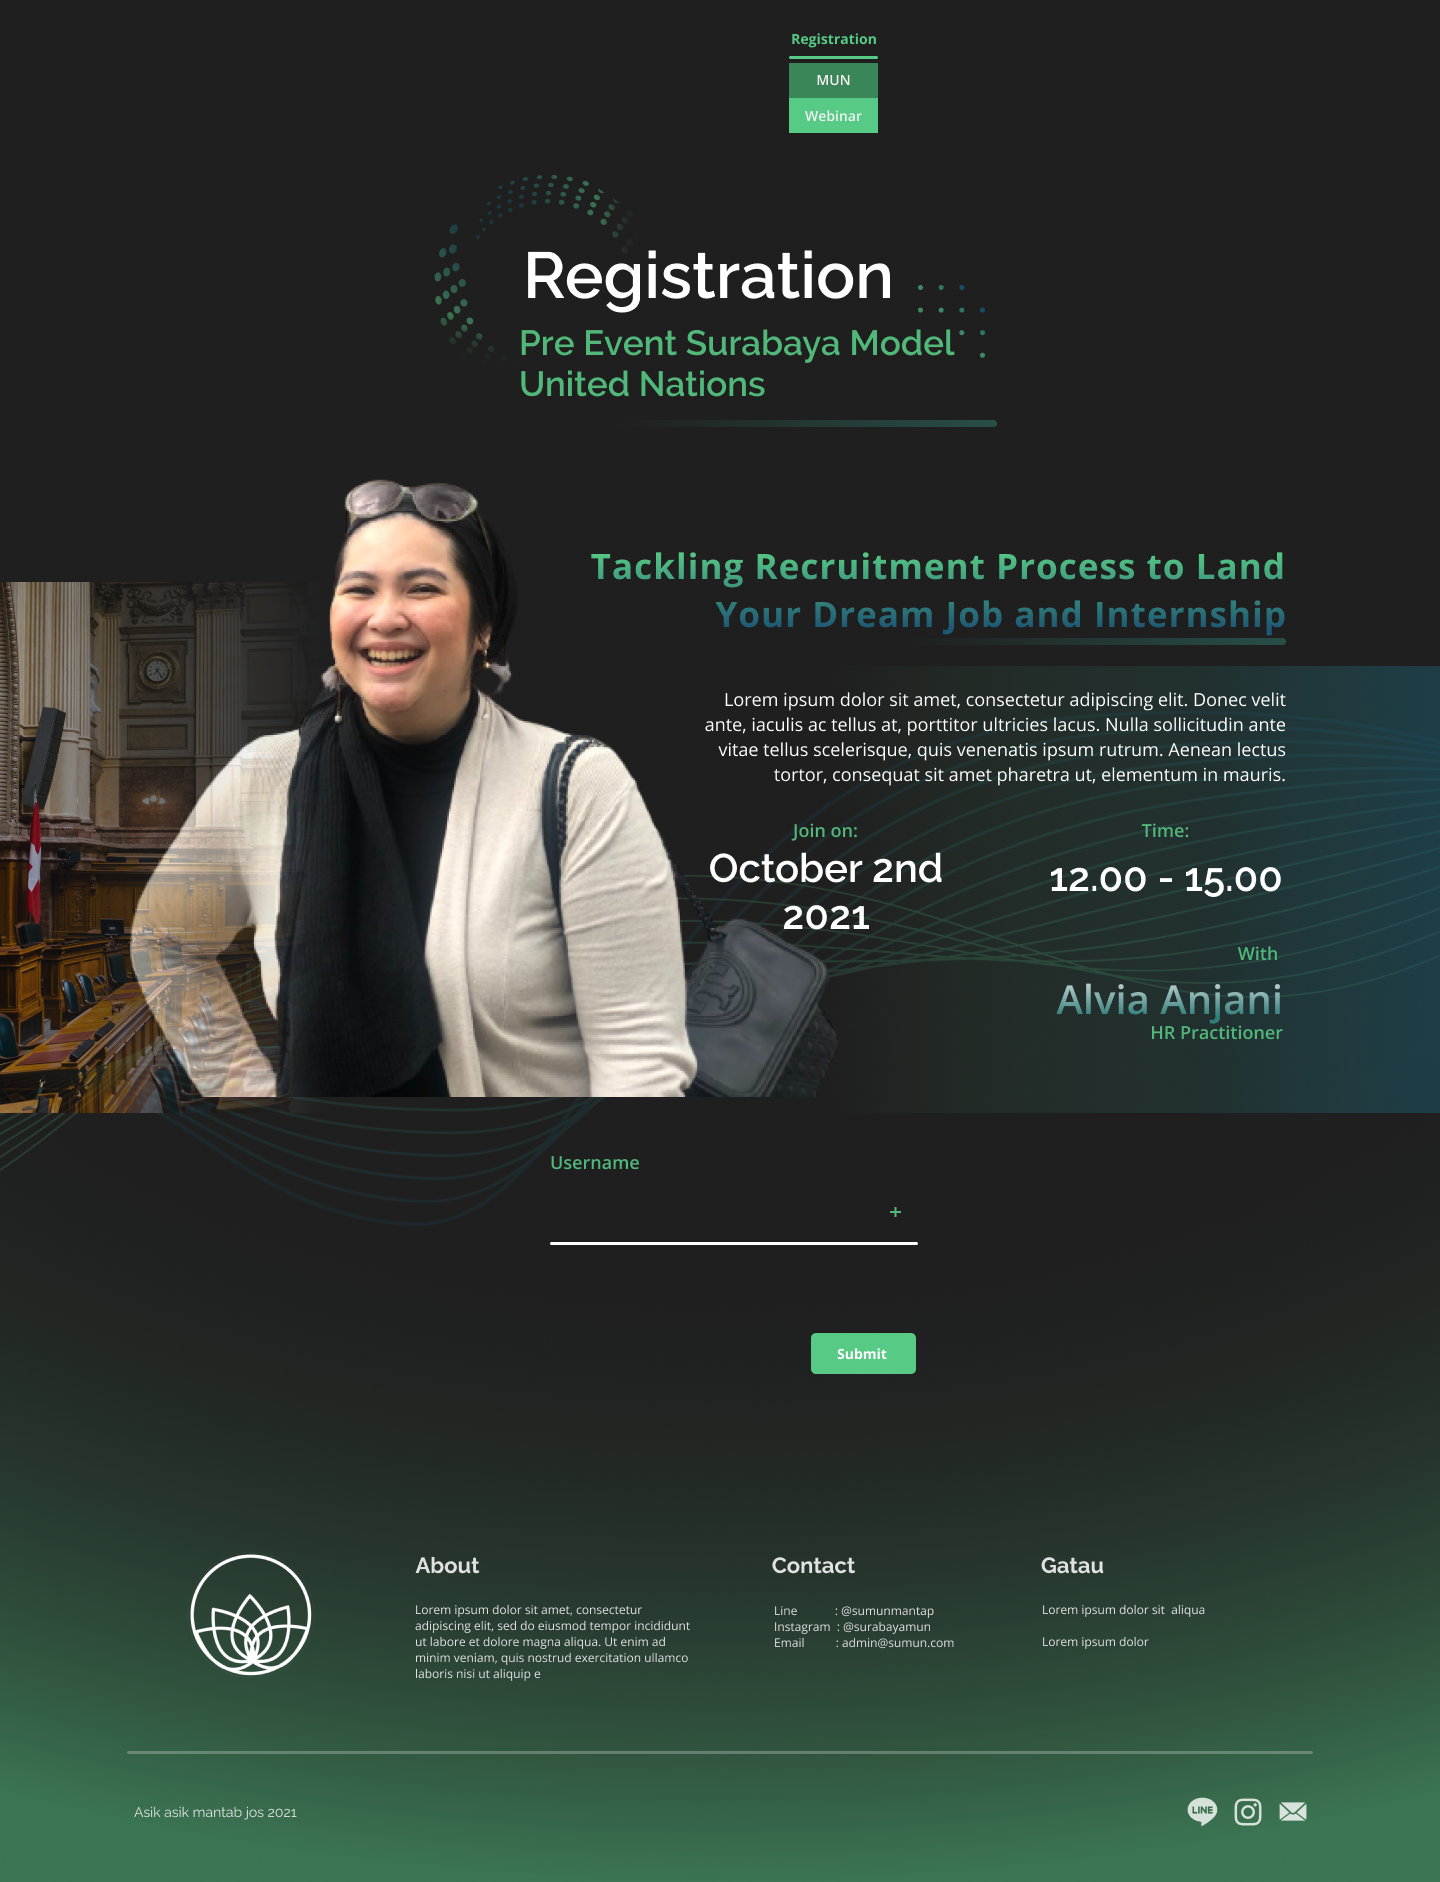 Registration
MUN
Webinar
Registration
Pre Event Surabaya Model
United Nations
Tackling Recruitment Process to Land
Your Dream Job and Internship
Lorem ipsum dolor sit amet, consectetur adipiscing elit. Donec velit
ante, iaculis ac tellus at, porttitor ultricies lacus. Nulla sollicitudin ante
vitae tellus scelerisque, quis venenatis ipsum rutrum. Aenean lectus
tortor, consequat sit amet pharetra ut, elementum in mauris.
Join on:
October 2nd
2021
Time:
12.00 - 15.00
With
Alvia Anjani
HR Practitioner
Username
+
Submit
About
Lorem ipsum dolor sit amet, consectetur
adipiscing elit, sed do eiusmod tempor incididunt
ut labore et dolore magna aliqua. Ut enim ad
minim veniam, quis nostrud exercitation ullamco
laboris nisi ut aliquip e
Contact
Line : @sumunmantap
Instagram : @surabayamun
Email : admin@sumun.com
Gatau
Lorem ipsum dolor sit aliqua
Lorem ipsum dolor
Asik asik mantab jos 2021
LINE